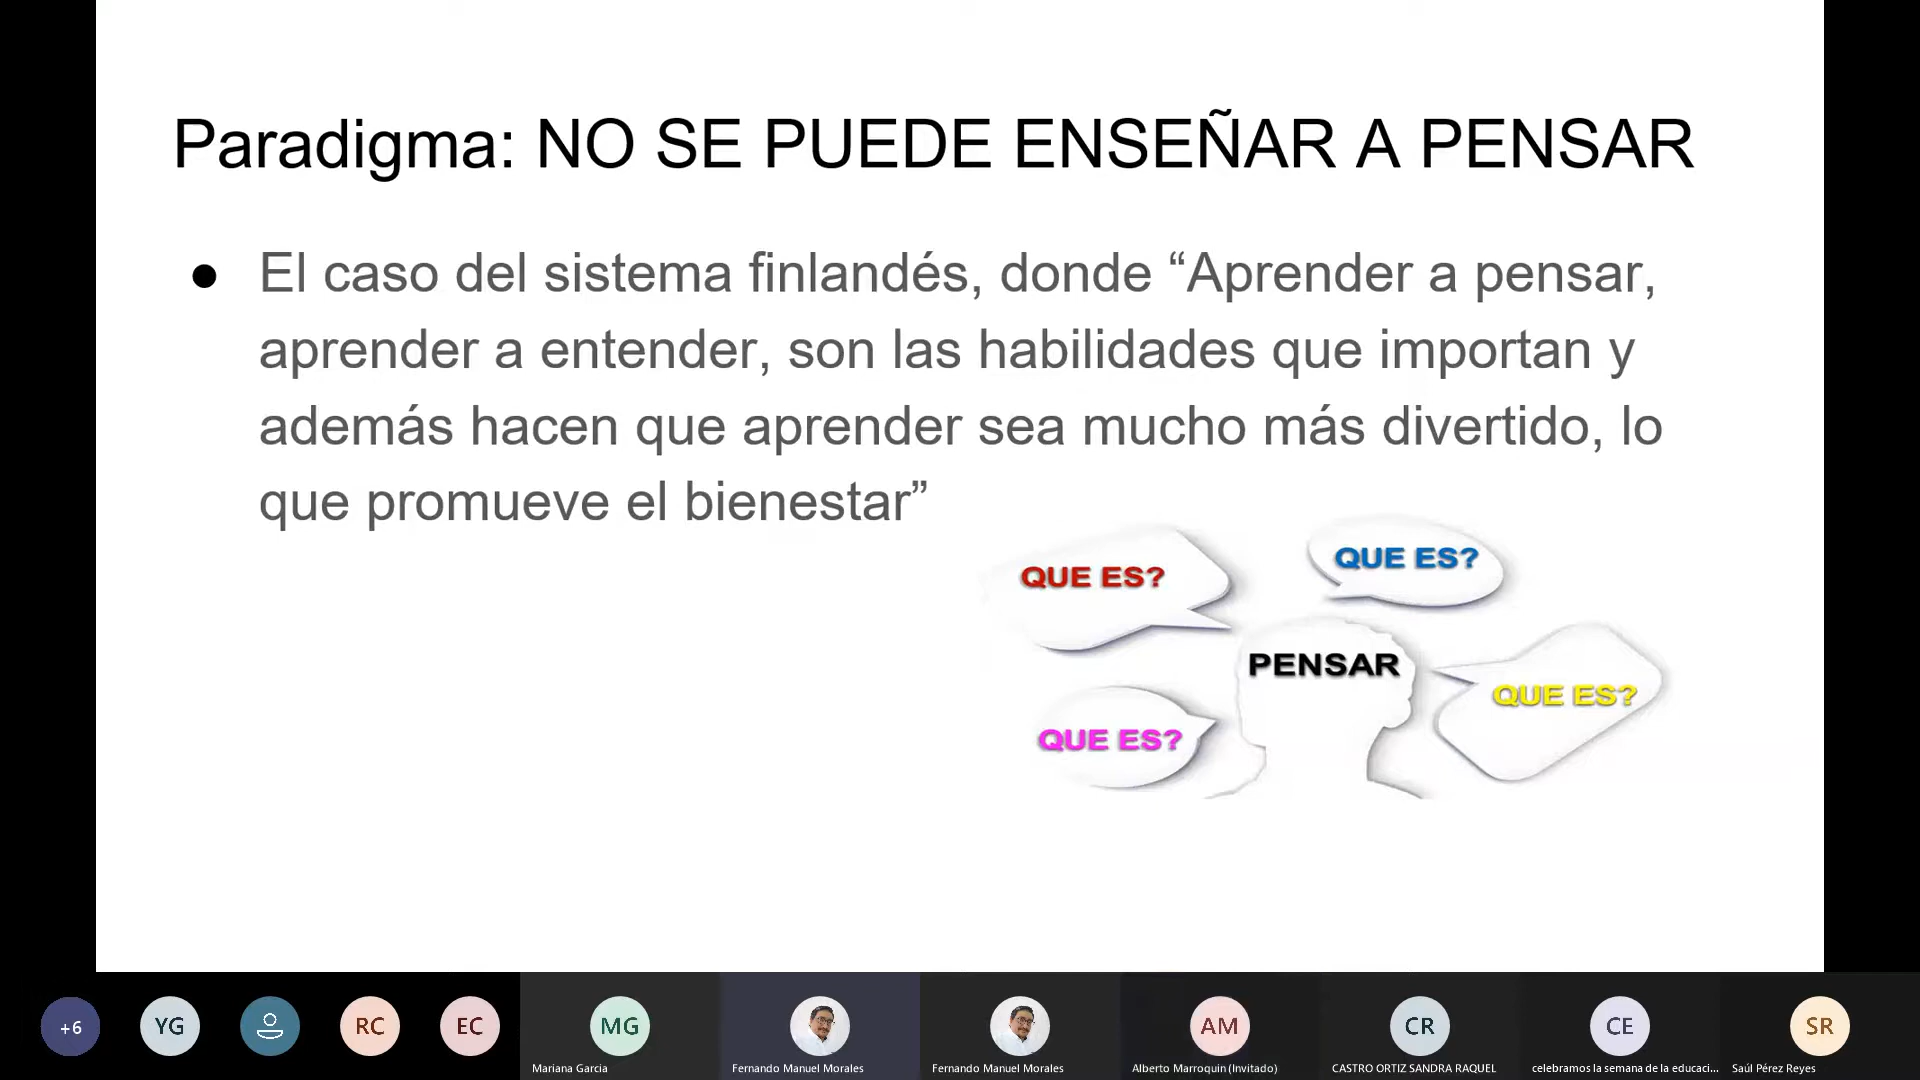 Paradigma: NO SE PUEDE ENSEÑAR A PENSAR
● El caso del sistema finlandés, donde “Aprender a pensar,
aprender a entender, son las habilidades que importan y
además hacen que aprender sea mucho más divertido, lo
que promueve el bienestar”
QUE ES?
QUE ES?
PENSAR
QUE ES?
QUE ES?
+6
YG
RC
EC
MG
AM
CR
CE
SR
Mariana Garcia
Fernando Manuel Morales
Fernando Manuel Morales
Alberto Marroquin (Invitado)
CASTRO ORTIZ SANDRA RAQUEL
celebramos la semana de la educaci...
Saúl Pérez Reyes